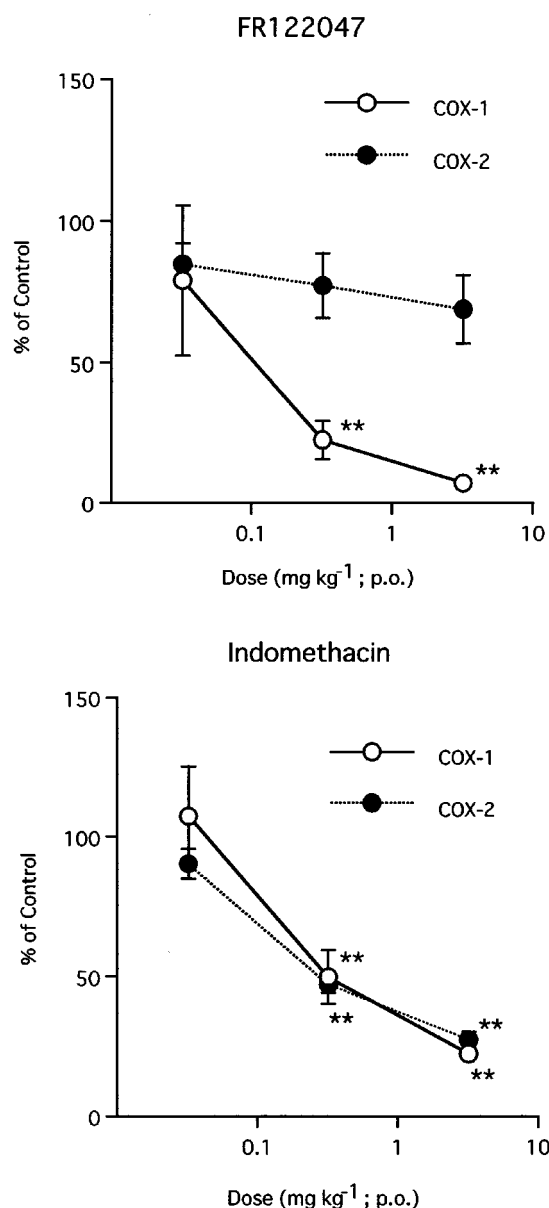 FR122047
150
COX-1
COX-2
100
% of Control
50
**
**
0
0.1 1 10
Dose (mg kg-1 ; p.o.)
Indomethacin
150
COX-1
COX-2
100
% of Control
50
**
**
**
**
0
0.1 1 10
Dose (mg kg-1 ; p.o.)